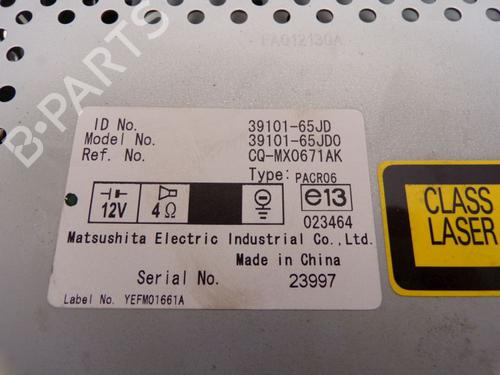 FA012130A
ID No. 39101-65JD
Model No. 39101-65JD0
Ref. No. CQ-MX0671AK
Type: PACR06
12V 4Ω e13
023464
Matsushita Electric Industrial Co., Ltd.
Made in China
Serial No. 23997
Label No. YEFM01661A
CLASS
LASER
B-PARTS